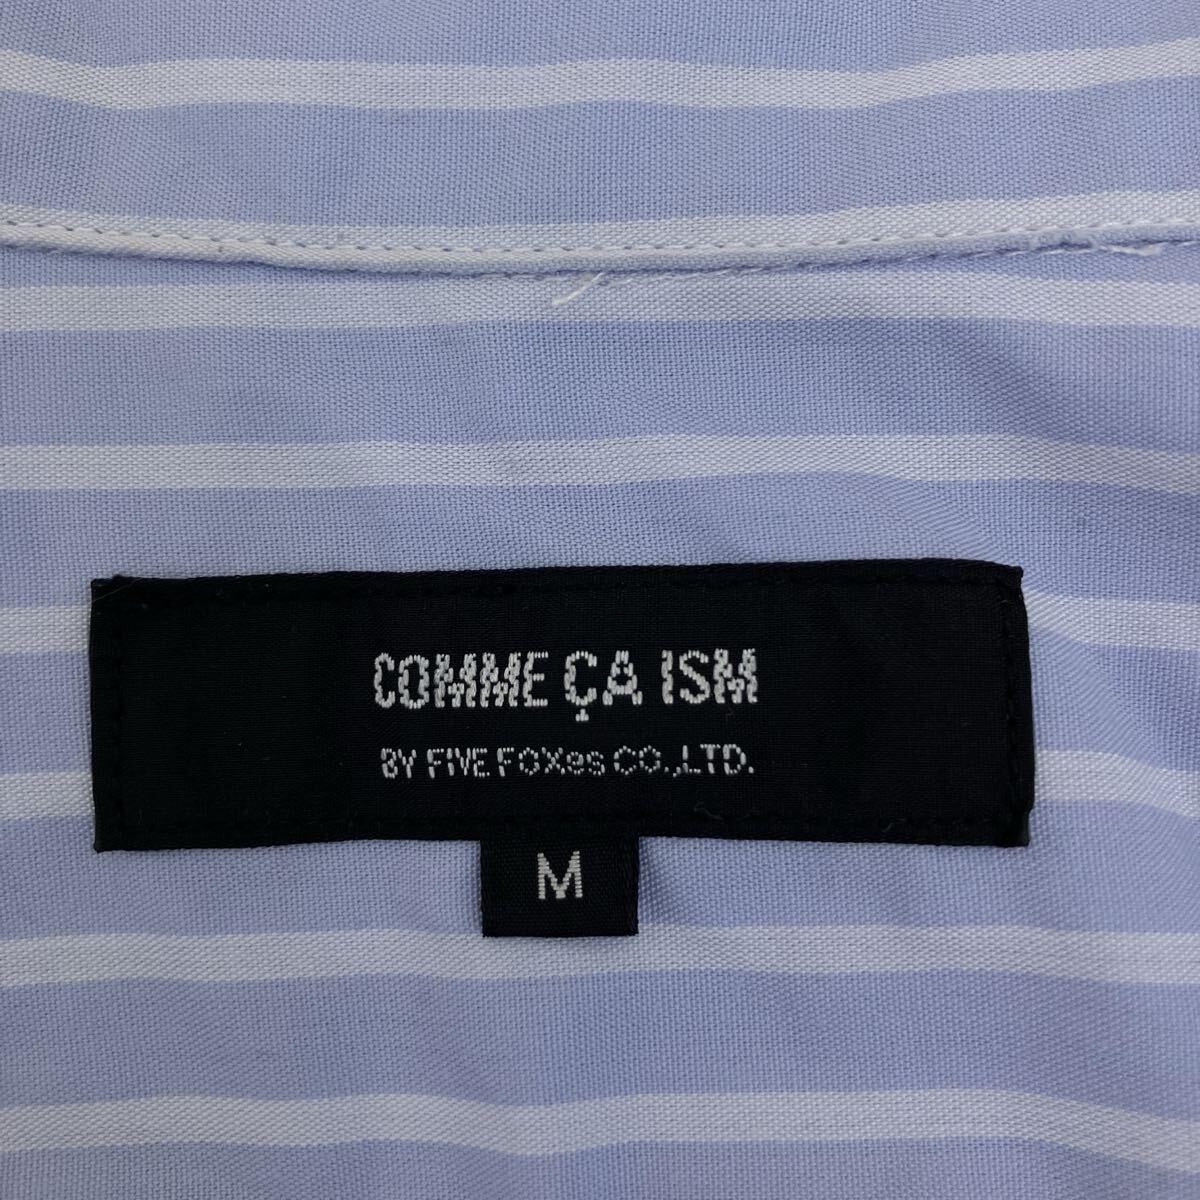 COMME ÇA ISM
BY FIVE FOXes CO.,LTD.
M